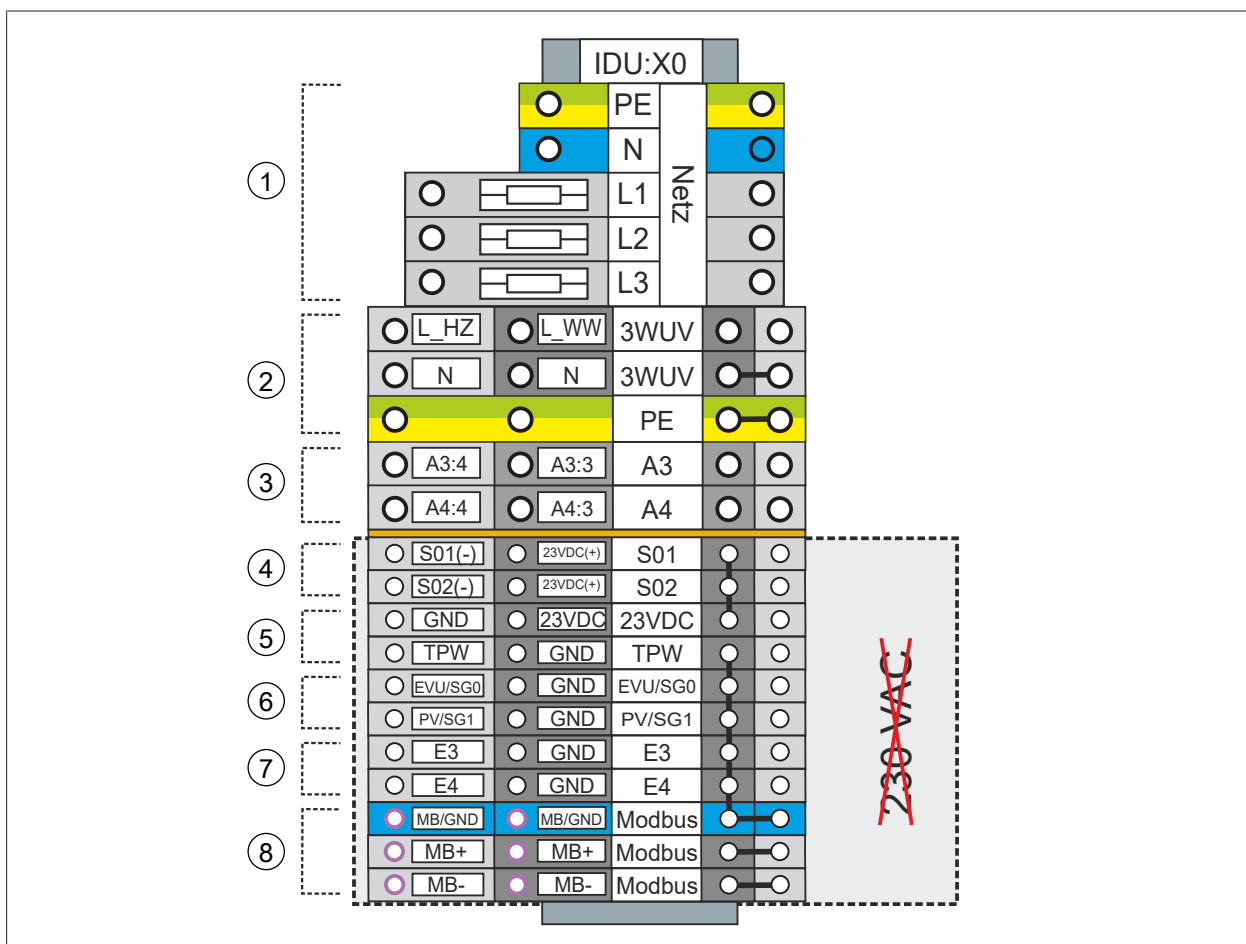 IDU:X0
PE
N
L1
L2
L3
Netz
①
L_HZ L_WW 3WUV
N N 3WUV
PE
②
A3:4 A3:3 A3
A4:4 A4:3 A4
③
S01(-) 23VDC(+) S01
S02(-) 23VDC(+) S02
④
GND 23VDC 23VDC
TPW GND TPW
⑤
EVU/SG0 GND EVU/SG0
PV/SG1 GND PV/SG1
⑥
E3 GND E3
E4 GND E4
⑦
MB/GND MB/GND Modbus
MB+ MB+ Modbus
MB- MB- Modbus
⑧
230 VAC